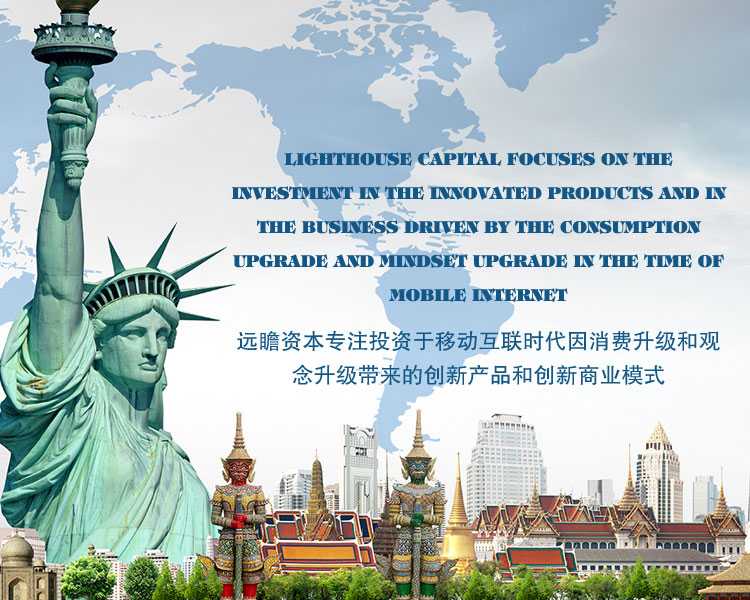 LIGHTHOUSE CAPITAL FOCUSES ON THE
INVESTMENT IN THE INNOVATED PRODUCTS AND IN
THE BUSINESS DRIVEN BY THE CONSUMPTION
UPGRADE AND MINDSET UPGRADE IN THE TIME OF
MOBILE INTERNET
远瞻资本专注投资于移动互联时代因消费升级和观
念升级带来的创新产品和创新商业模式